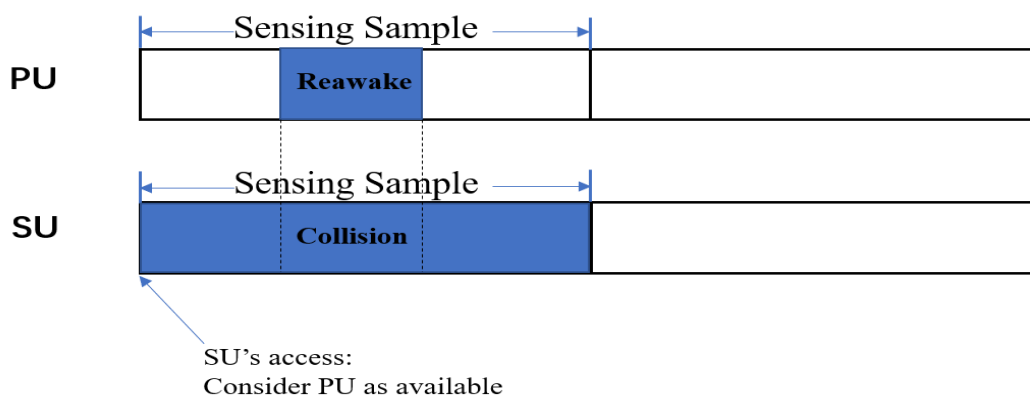 Sensing Sample
PU
Reawake
Sensing Sample
SU
Collision
SU’s access:
Consider PU as available